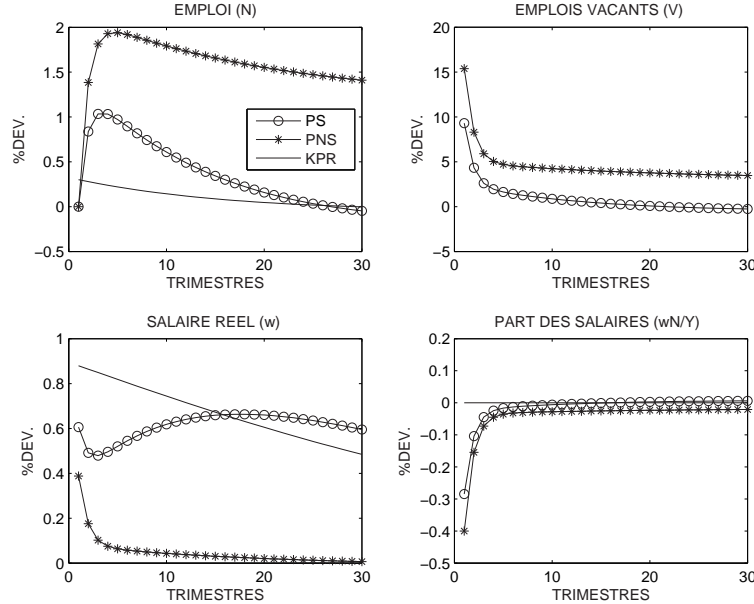 EMPLOI (N)
2
1.5
1
0.5
0
−0.5
%DEV.
PS
PNS
KPR
0
10
20
30
TRIMESTRES
EMPLOIS VACANTS (V)
20
15
10
5
0
5
%DEV.
0
10
20
30
TRIMESTRES
SALAIRE REEL (w)
1
0.8
0.6
0.4
0.2
0
%DEV.
0
10
20
30
TRIMESTRES
PART DES SALAIRES (wN/Y)
0.2
0.1
0
−0.1
−0.2
−0.3
−0.4
−0.5
%DEV.
0
10
20
30
TRIMESTRES